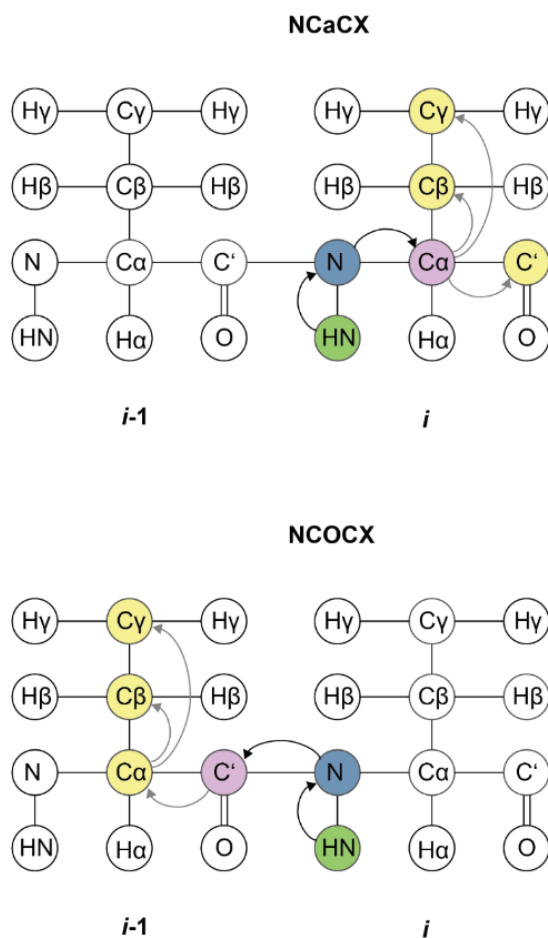 NCaCX
Hγ Cγ Hγ Hγ Cγ Hγ
Hβ Cβ Hβ Hβ Cβ Hβ
N Cα C‘ N Cα C‘
HN Hα O HN Hα O
i-1 i
NCOCX
Hγ Cγ Hγ Hγ Cγ Hγ
Hβ Cβ Hβ Hβ Cβ Hβ
N Cα C‘ N Cα C‘
HN Hα O HN Hα O
i-1 i